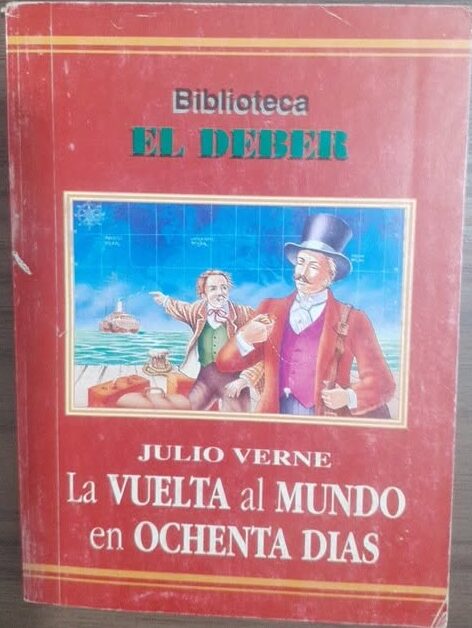 Biblioteca
EL DEBER
JULIO VERNE
La VUELTA al MUNDO
en OCHENTA DIAS